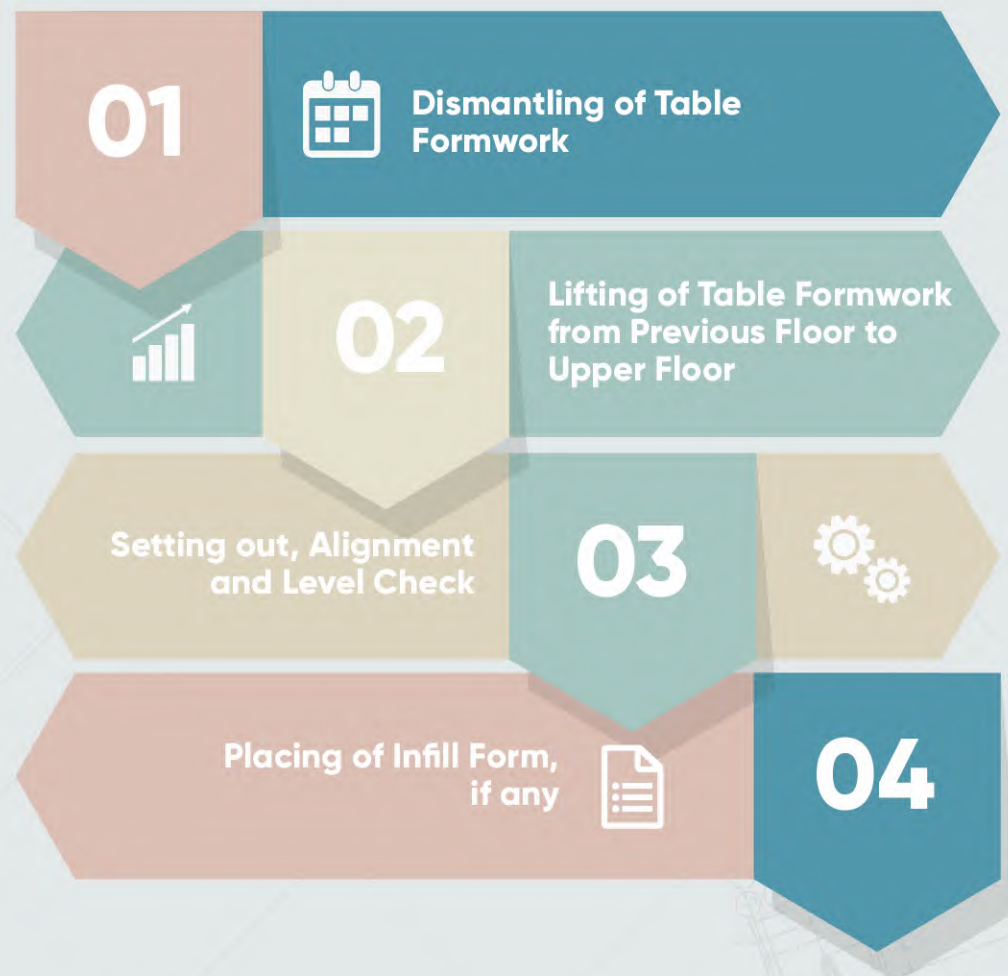 01
Dismantling of Table
Formwork
02
Lifting of Table Formwork
from Previous Floor to
Upper Floor
Setting out, Alignment
and Level Check
03
Placing of Infill Form,
if any
04